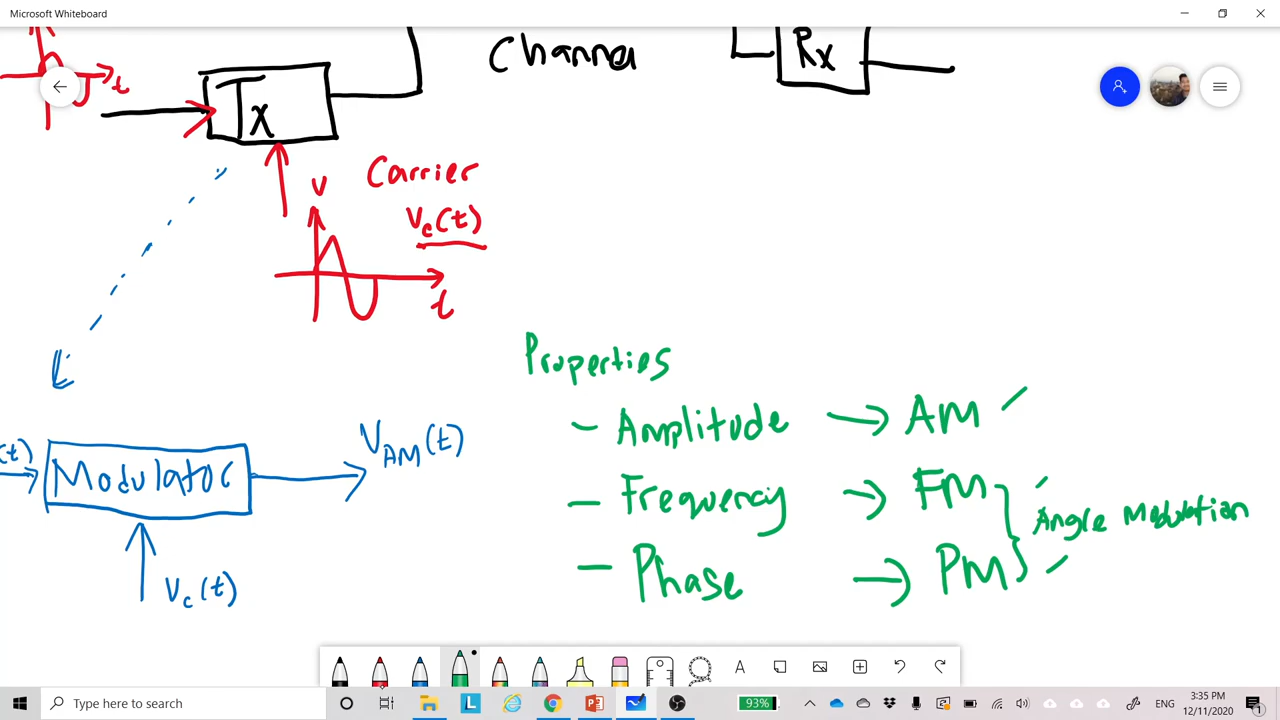 Microsoft Whiteboard
Channel
Rx
t
Tx
Carrier
v
Vc(t)
t
Properties
- Amplitude → AM
- Frequency → FM
Angle Modulation
- Phase → PM
(t)
Modulator
VAM(t)
Vc(t)
A
Type here to search
L
93%
3:35 PM
12/11/2020
1